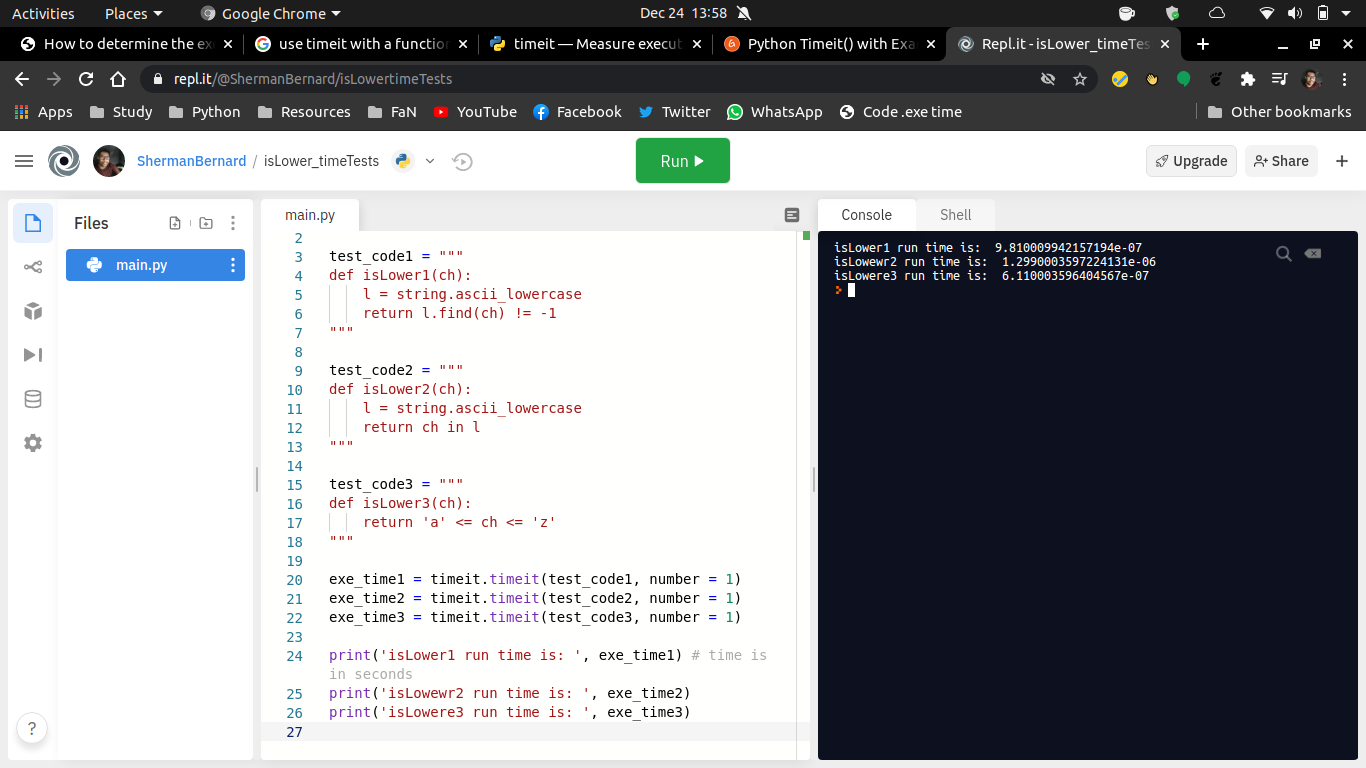 Activities Places Google Chrome Dec 24 13:58
How to determine the exe use timeit with a function timeit — Measure execut Python Timeit() with Exa Repl.it - isLower_timeTes
repl.it/@ShermanBernard/isLowertimeTests
Apps Study Python Resources FaN YouTube Facebook Twitter WhatsApp Code .exe time Other bookmarks
ShermanBernard / isLower_timeTests Run Upgrade Share
Files main.py Console Shell
main.py
2
3 test_code1 = """
4 def isLower1(ch):
5 l = string.ascii_lowercase
6 return l.find(ch) != -1
7 """
8
9 test_code2 = """
10 def isLower2(ch):
11 l = string.ascii_lowercase
12 return ch in l
13 """
14
15 test_code3 = """
16 def isLower3(ch):
17 return 'a' <= ch <= 'z'
18 """
19
20 exe_time1 = timeit.timeit(test_code1, number = 1)
21 exe_time2 = timeit.timeit(test_code2, number = 1)
22 exe_time3 = timeit.timeit(test_code3, number = 1)
23
24 print('isLower1 run time is: ', exe_time1) # time is
in seconds
25 print('isLowewr2 run time is: ', exe_time2)
26 print('isLowere3 run time is: ', exe_time3)
27
isLower1 run time is:  9.810009942157194e-07
isLowewr2 run time is:  1.2990003597224131e-06
isLowere3 run time is:  6.110003596404567e-07
?